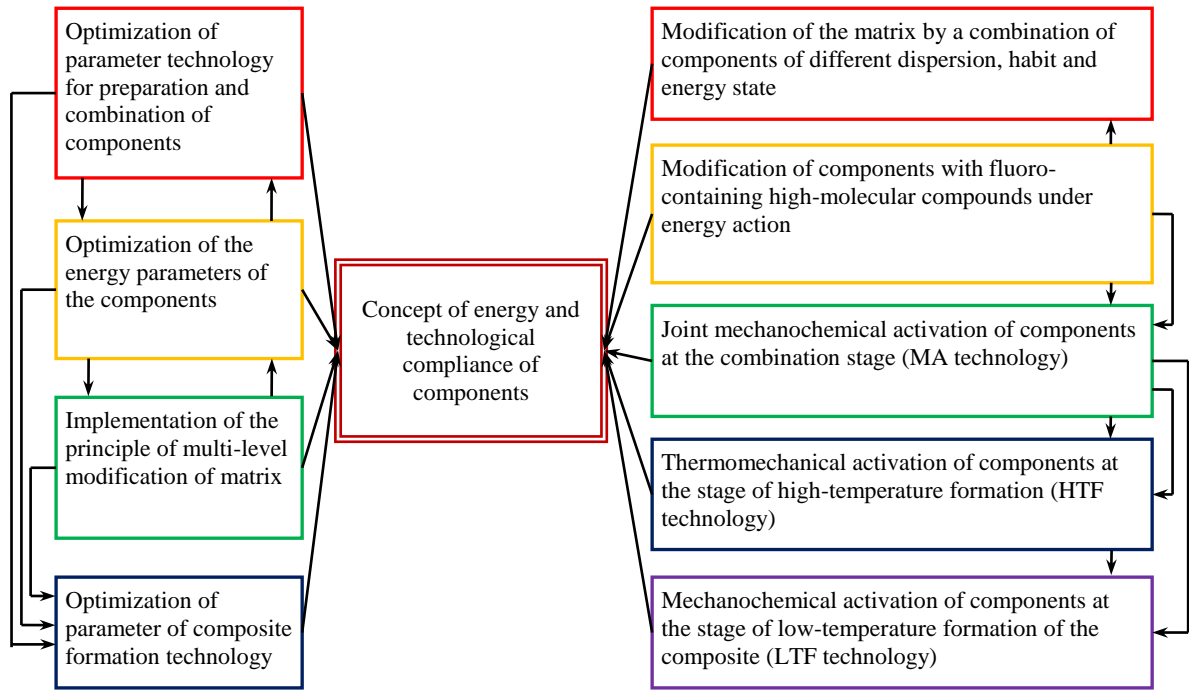 Optimization of
parameter technology
for preparation and
combination of
components
Optimization of the
energy parameters of
the components
Implementation of the
principle of multi-level
modification of matrix
Optimization of
parameter of composite
formation technology
Concept of energy and
technological
compliance of
components
Modification of the matrix by a combination of
components of different dispersion, habit and
energy state
Modification of components with fluoro-
containing high-molecular compounds under
energy action
Joint mechanochemical activation of components
at the combination stage (MA technology)
Thermomechanical activation of components at
the stage of high-temperature formation (HTF
technology)
Mechanochemical activation of components at
the stage of low-temperature formation of the
composite (LTF technology)